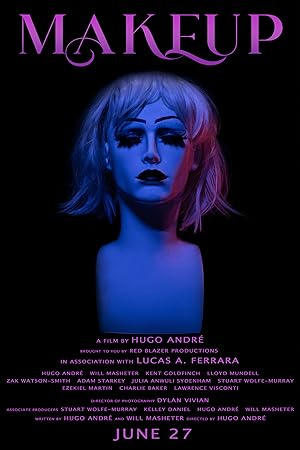 MAKEUP
A FILM BY HUGO ANDRÉ
BROUGHT TO YOU BY RED BLAZER PRODUCTIONS
IN ASSOCIATION WITH LUCAS A. FERRARA
HUGO ANDRÉ WILL MASHETER KENT GOLDFINCH LLOYD MUNDELL
ZAK WATSON-SMITH ADAM STARKEY JULIA ANWULI SYDENHAM STUART WOLFE-MURRAY
EZEKIEL MARTIN CHARLIE BAKER LAWRENCE VISCONTI
DIRECTOR OF PHOTOGRAPHY DYLAN VIVIAN
ASSOCIATE PRODUCERS STUART WOLFE-MURRAY KELLEY DANIEL HUGO ANDRÉ WILL MASHETER
WRITTEN BY HUGO ANDRÉ AND WILL MASHETER DIRECTED BY HUGO ANDRÉ
JUNE 27